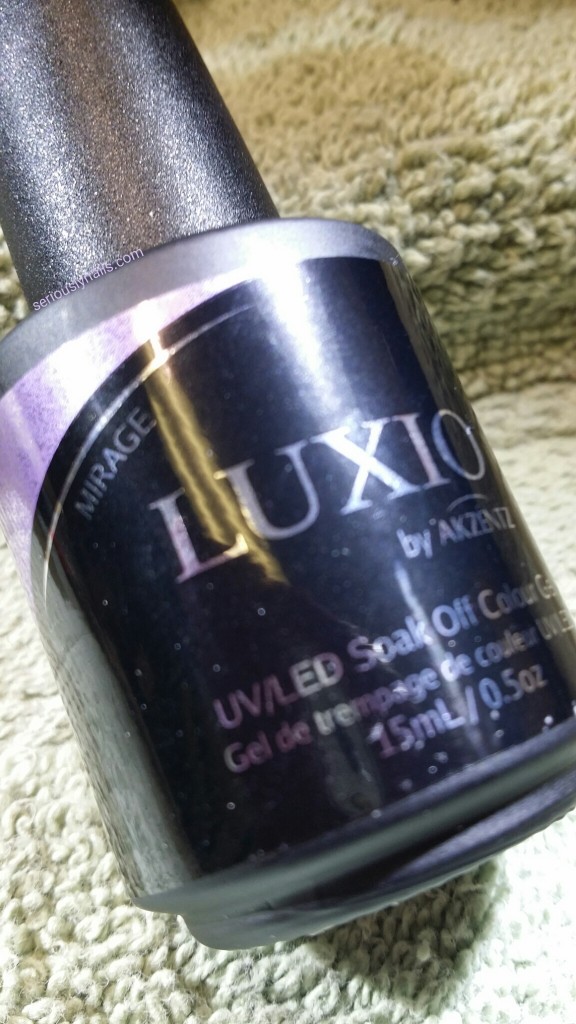 seriouslynails.com
MIRAGE
LUXIO
by AKZENTZ
UV/LED Soak Off Colour
Gel de trempage de couleur
15mL / 0.5oz